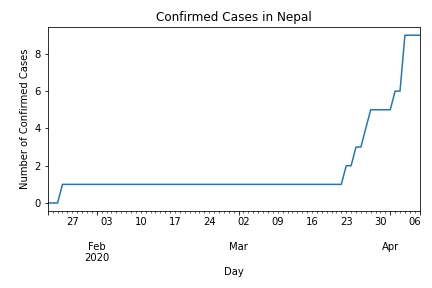 Confirmed Cases in Nepal
Number of Confirmed Cases
8
6
4
2
0
27 03 10 17 24 02 09 16 23 30 06
Feb Mar Apr
2020
Day